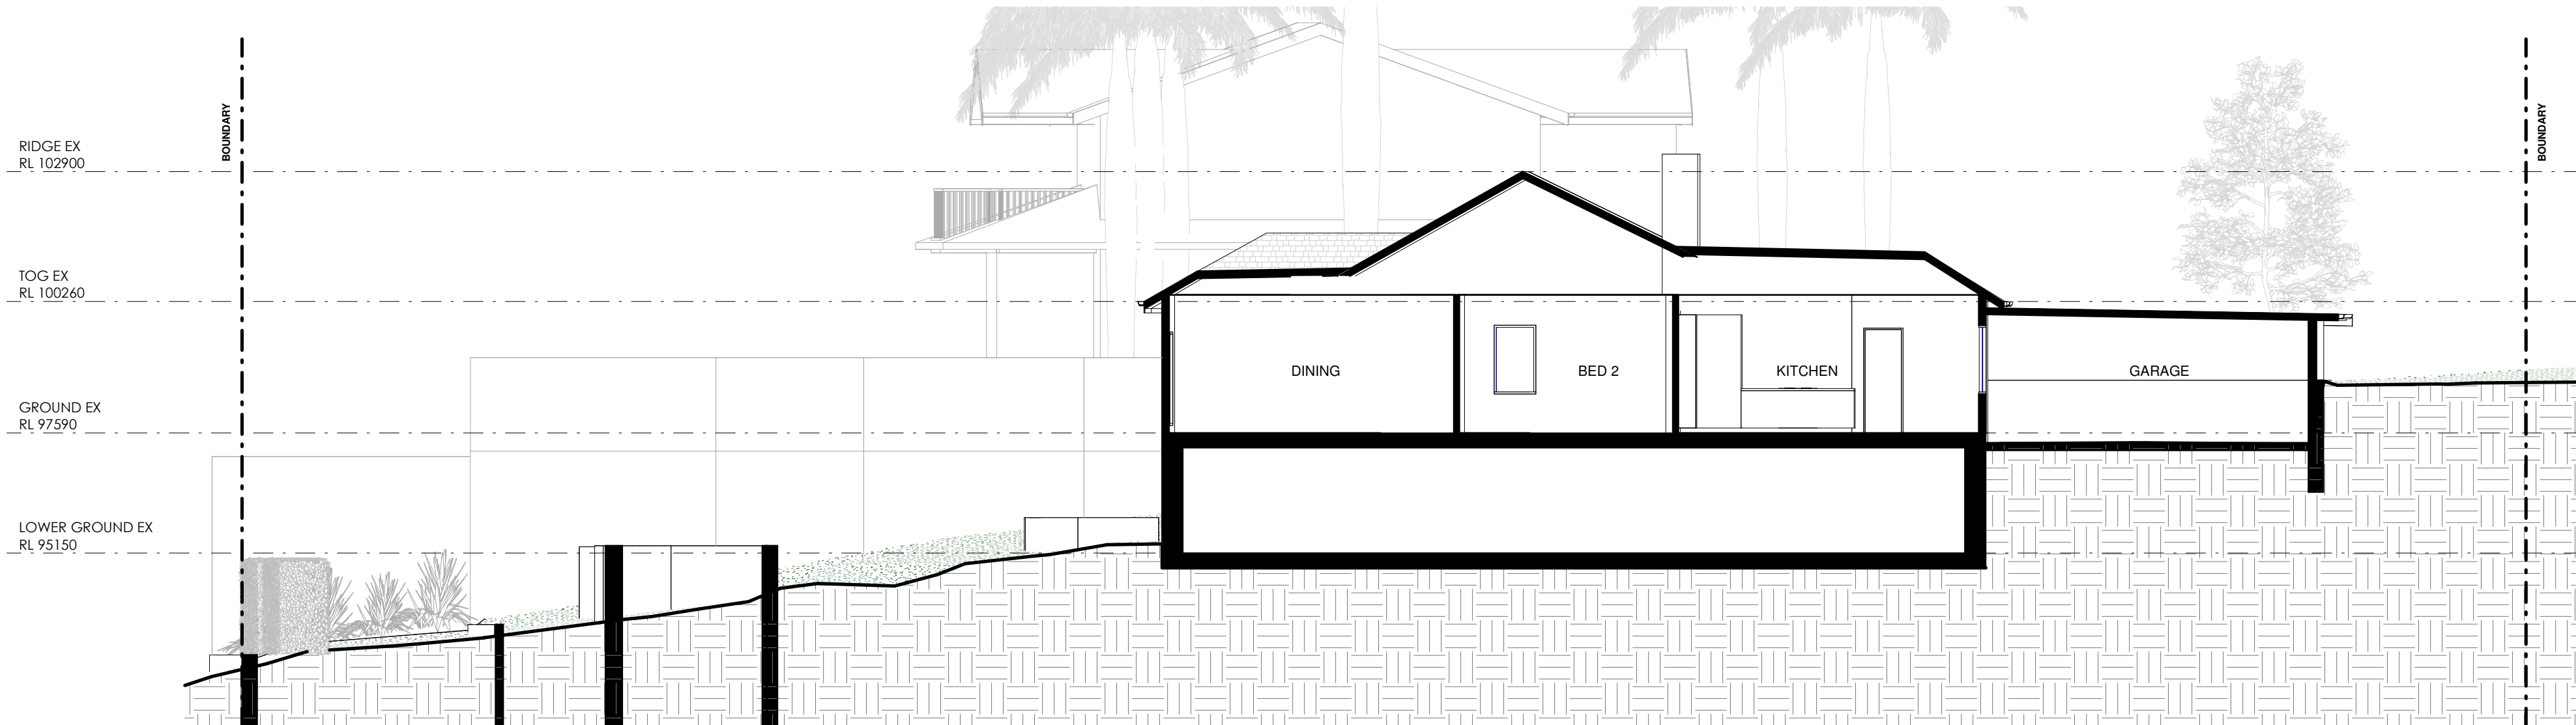 BOUNDARY
BOUNDARY
RIDGE EX
RL 102900
TOG EX
RL 100260
DINING
BED 2
KITCHEN
GARAGE
GROUND EX
RL 97590
LOWER GROUND EX
RL 95150